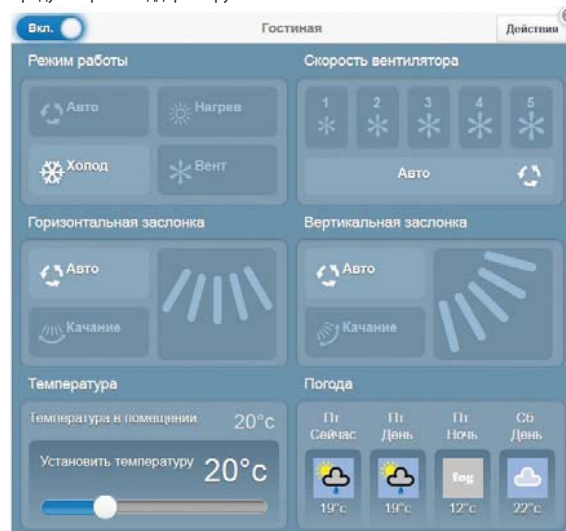 Вкл.
Гостиная
Действия
Режим работы
Авто
Нагрев
Холод
Вент
Скорость вентилятора
1 2 3 4 5
Авто
Горизонтальная заслонка
Авто
Качание
Вертикальная заслонка
Авто
Качание
Температура
Температура в помещении 20°c
Установить температуру 20°c
Погода
Пт Пт Пт Сб
Сейчас День Ночь День
fog
19°c 19°c 12°c 22°c